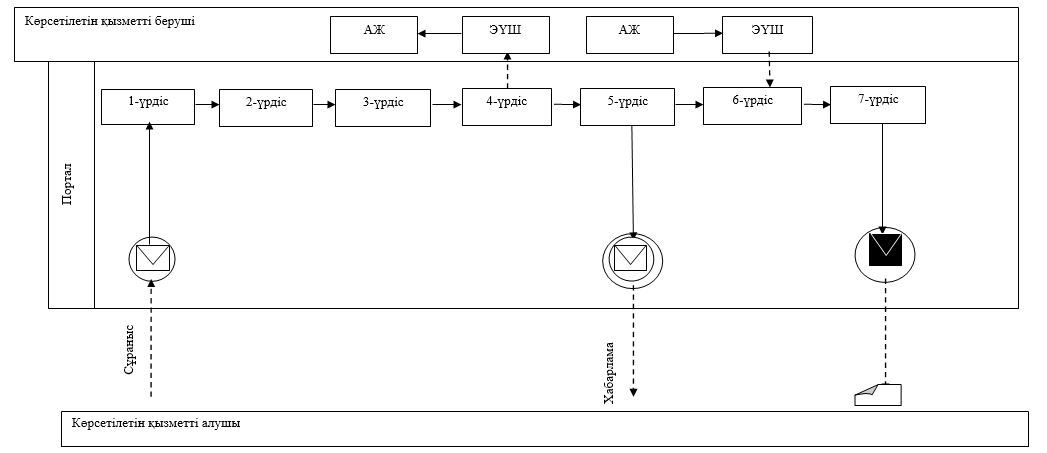 Көрсетілетін қызметті беруші
АЖ
ЭҮШ
АЖ
ЭҮШ
Портал
1-үрдіс
2-үрдіс
3-үрдіс
4-үрдіс
5-үрдіс
6-үрдіс
7-үрдіс
Сұраныс
Хабарлама
Көрсетілетін қызметті алушы